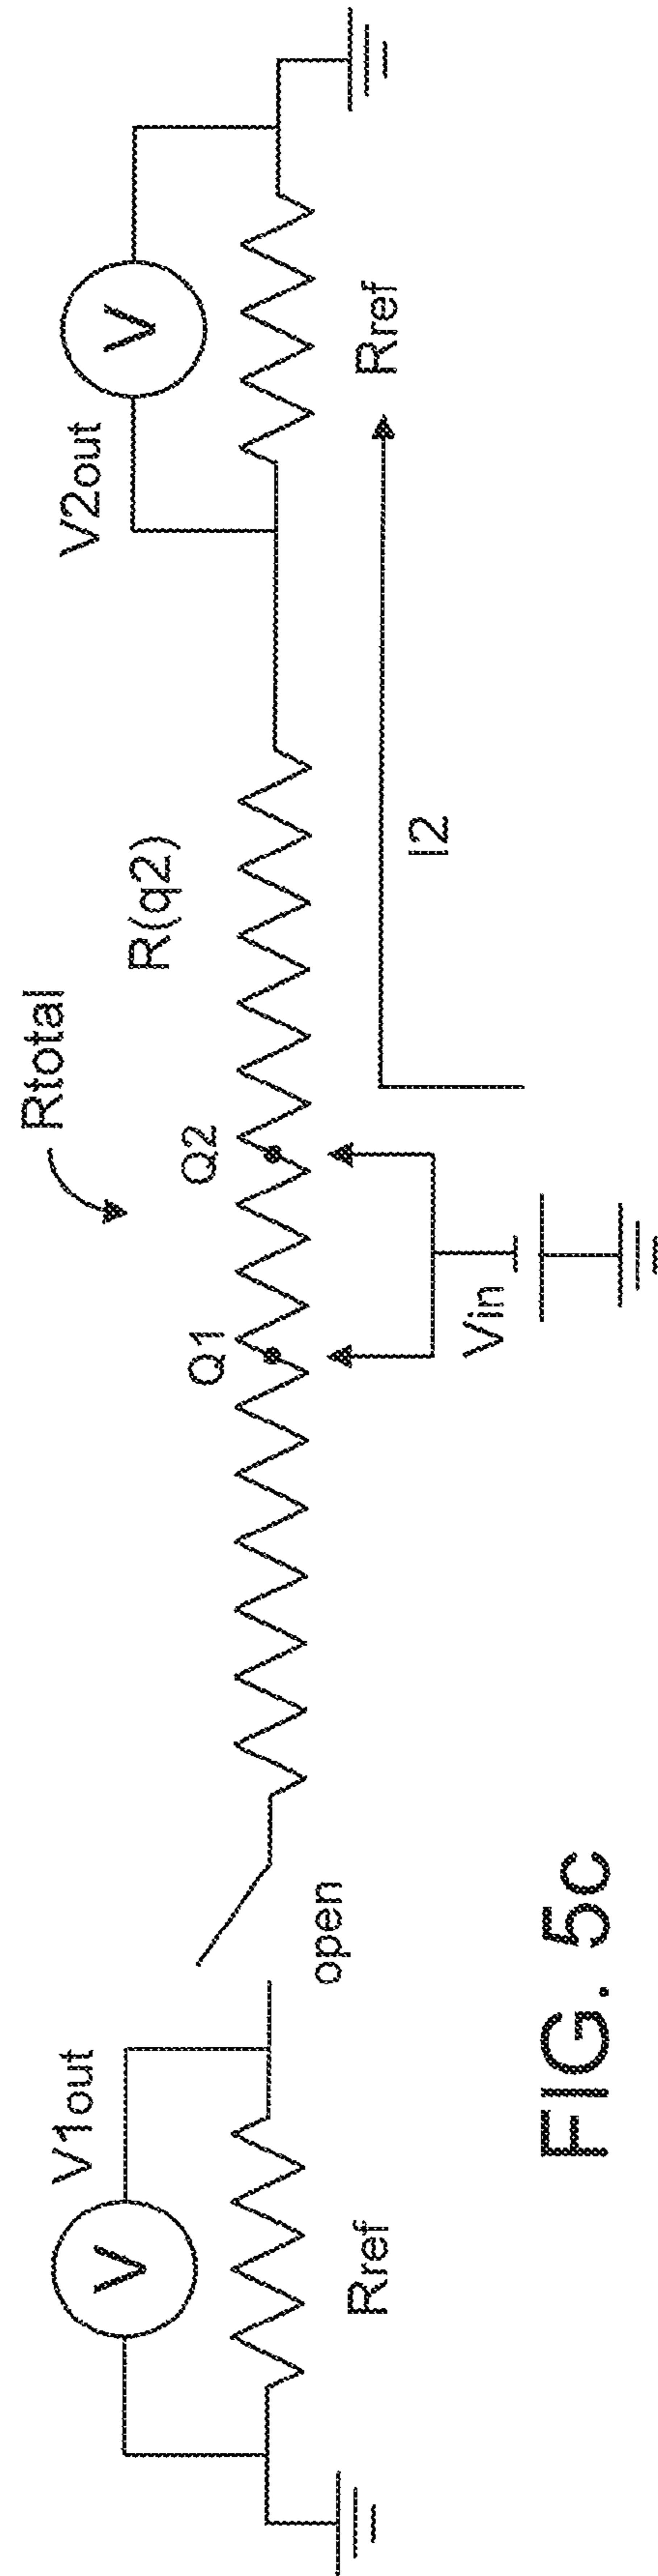 Rtotal
V1out
V
V2out
V
R(q2)
Q1
Q2
open
Rref
Vin
I2
Rref
FIG. 5c